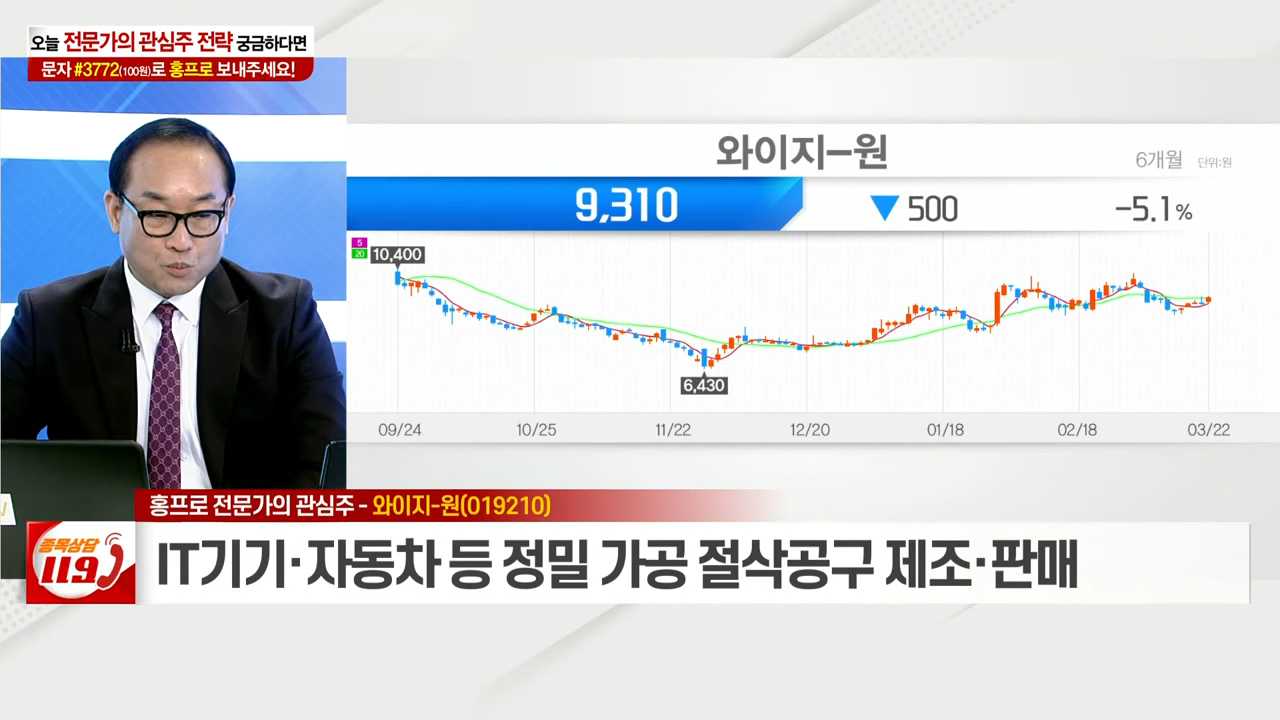 오늘 전문가의 관심주 전략 궁금하다면
문자 #3772(100원)로 홍프로 보내주세요!
와이지-원
6개월 단위:원
9,310 ▼ 500 -5.1%
5
20
10,400
6,430
09/24 10/25 11/22 12/20 01/18 02/18 03/22
홍프로 전문가의 관심주 - 와이지-원(019210)
종목상담
119
IT기기·자동차 등 정밀 가공 절삭공구 제조·판매